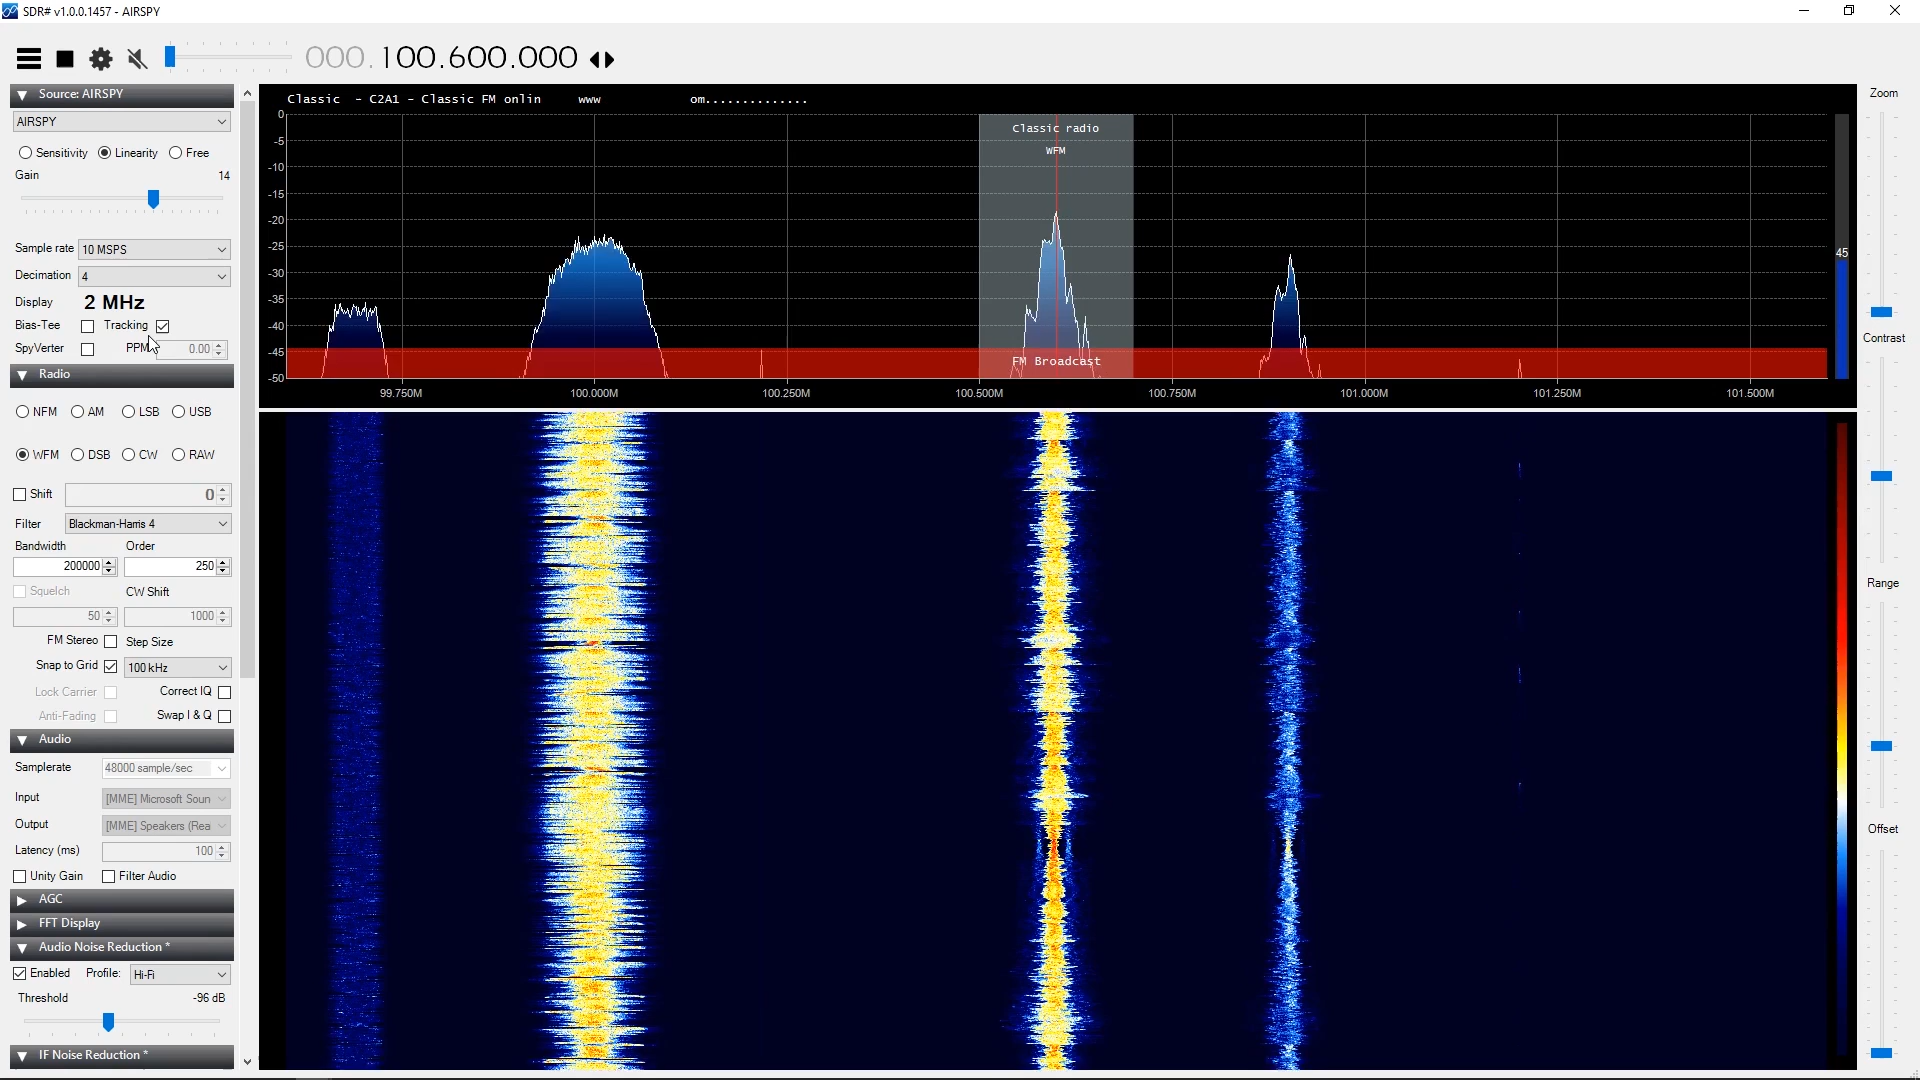 SDR# v1.0.0.1457 - AIRSPY
000.100.600.000
Source: AIRSPY
AIRSPY
Sensitivity Linearity Free
Gain 14
Sample rate 10 MSPS
Decimation 4
Display 2 MHz
Bias-Tee Tracking
SpyVerter PPM 0.00
Radio
NFM AM LSB USB
WFM DSB CW RAW
Shift 0
Filter Blackman-Harris 4
Bandwidth Order
200000 250
Squelch CW Shift
50 1000
FM Stereo Step Size
Snap to Grid 100 kHz
Lock Carrier Correct IQ
Anti-Fading Swap I & Q
Audio
Samplerate 48000 sample/sec
Input [MME] Microsoft Soun
Output [MME] Speakers (Rea
Latency (ms) 100
Unity Gain Filter Audio
AGC
FFT Display
Audio Noise Reduction *
Enabled Profile: Hi-Fi
Threshold -96 dB
IF Noise Reduction *
Classic - C2A1 - Classic FM onlin www om..............
0
-5
-10
-15
-20
-25
-30
-35
-40
-45
-50
Classic radio
WFM
FM Broadcast
99.750M 100.000M 100.250M 100.500M 100.750M 101.000M 101.250M 101.500M
45
Zoom
Contrast
Range
Offset